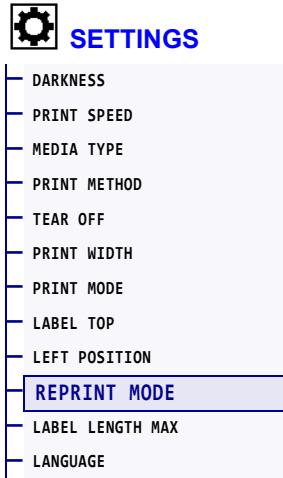 SETTINGS
DARKNESS
PRINT SPEED
MEDIA TYPE
PRINT METHOD
TEAR OFF
PRINT WIDTH
PRINT MODE
LABEL TOP
LEFT POSITION
REPRINT MODE
LABEL LENGTH MAX
LANGUAGE